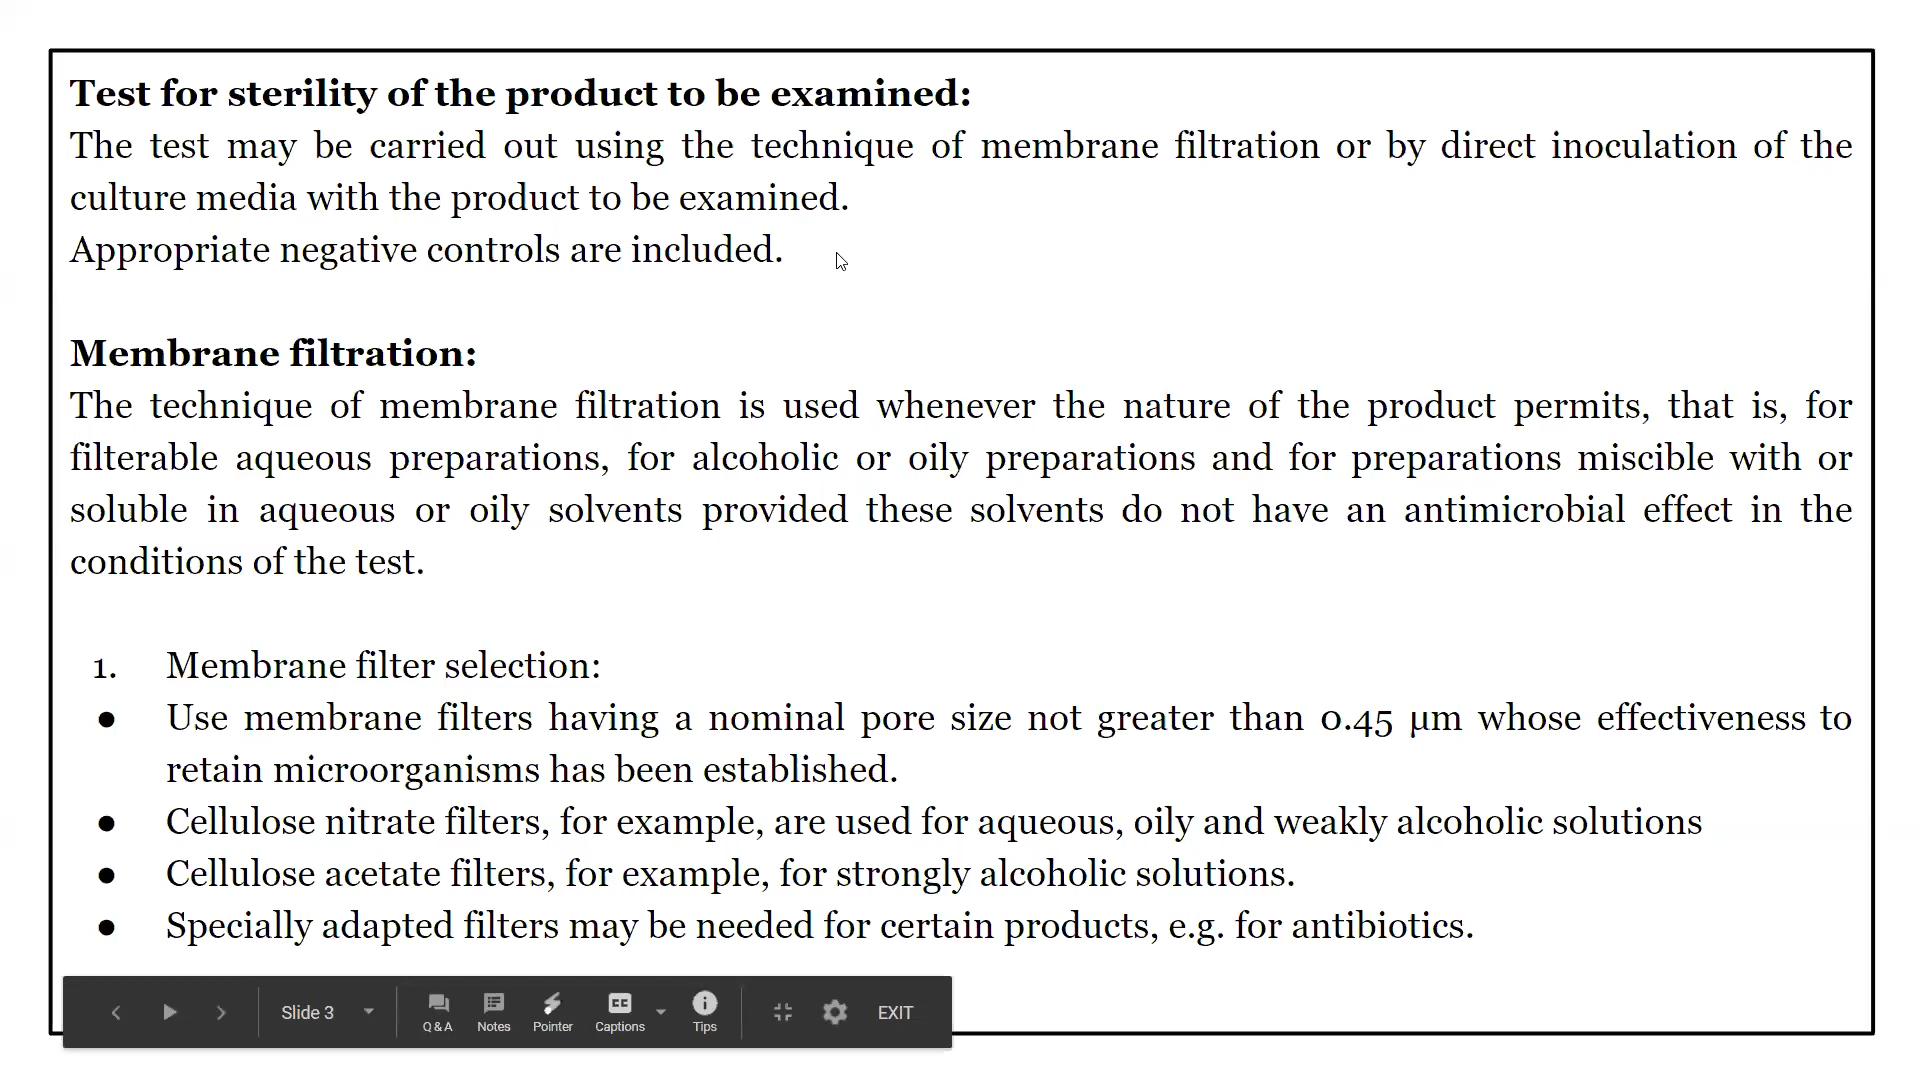 Test for sterility of the product to be examined:
The test may be carried out using the technique of membrane filtration or by direct inoculation of the
culture media with the product to be examined.
Appropriate negative controls are included.
Membrane filtration:
The technique of membrane filtration is used whenever the nature of the product permits, that is, for
filterable aqueous preparations, for alcoholic or oily preparations and for preparations miscible with or
soluble in aqueous or oily solvents provided these solvents do not have an antimicrobial effect in the
conditions of the test.
1. Membrane filter selection:
● Use membrane filters having a nominal pore size not greater than 0.45 μm whose effectiveness to
retain microorganisms has been established.
● Cellulose nitrate filters, for example, are used for aqueous, oily and weakly alcoholic solutions
● Cellulose acetate filters, for example, for strongly alcoholic solutions.
● Specially adapted filters may be needed for certain products, e.g. for antibiotics.
Slide 3 Q & A Notes Pointer CC Captions Tips EXIT